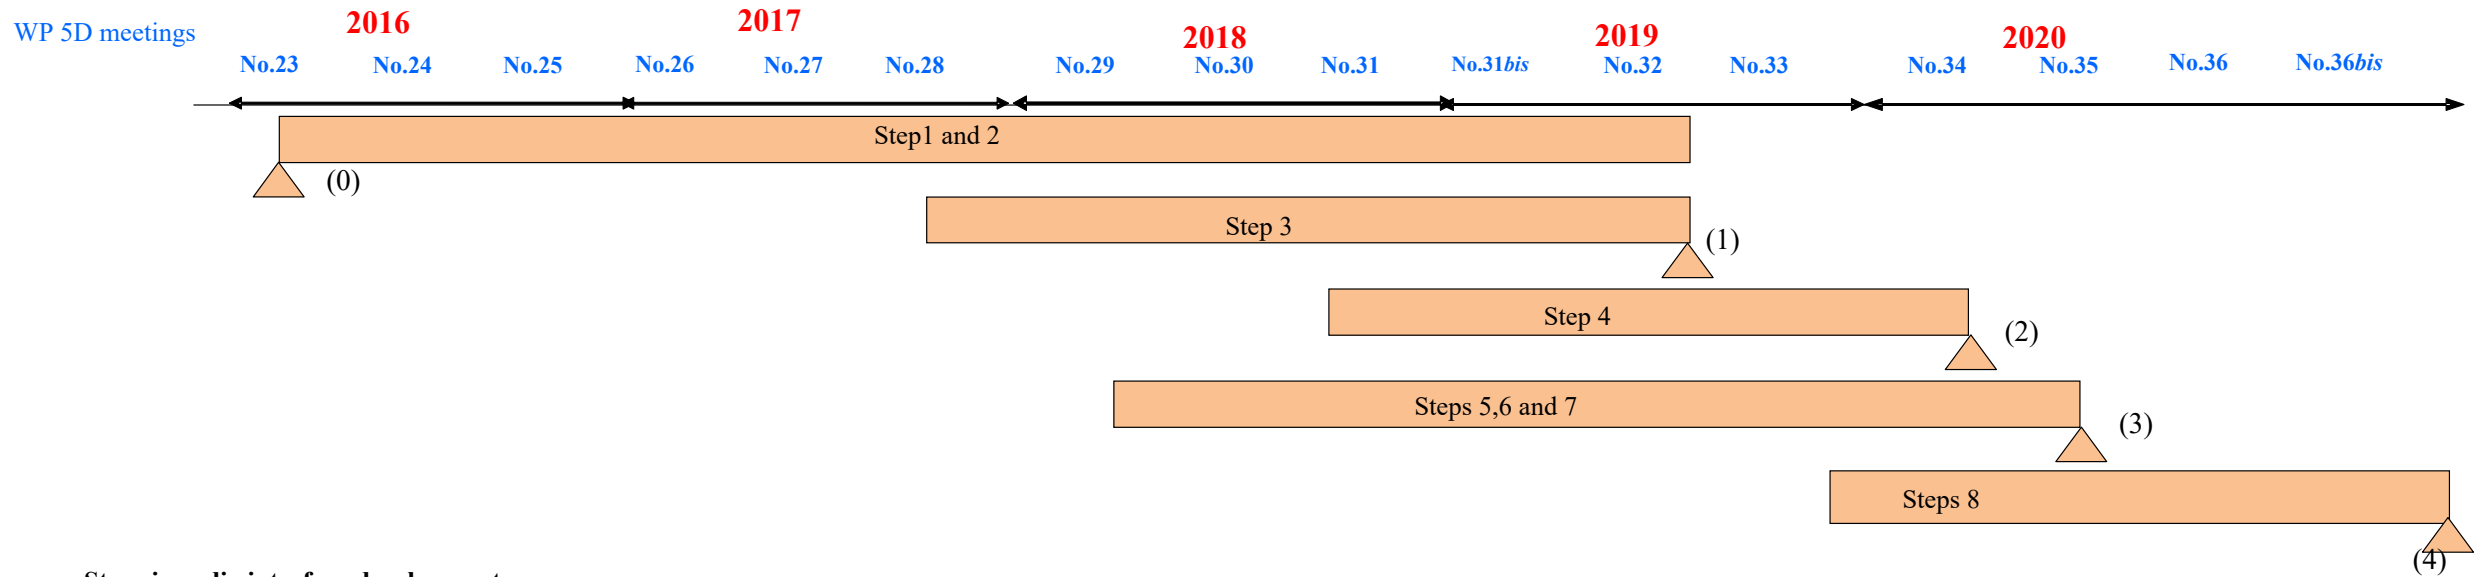 WP 5D meetings
2016 2017 2018 2019 2020
No.23 No.24 No.25 No.26 No.27 No.28 No.29 No.30 No.31 No.31bis No.32 No.33 No.34 No.35 No.36 No.36bis
Step1 and 2
(0)
Step 3
(1)
Step 4
(2)
Steps 5,6 and 7
(3)
Steps 8
(4)